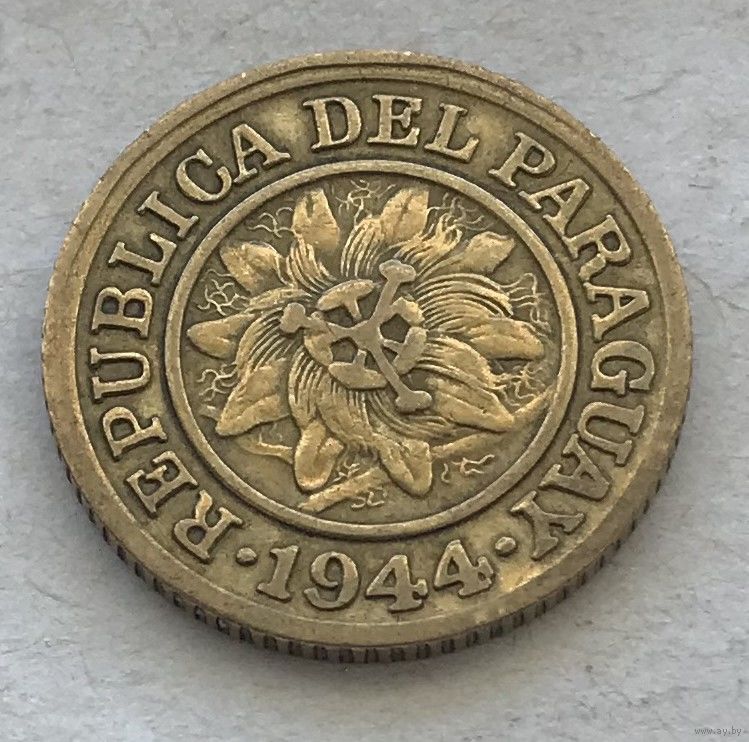 · REPUBLICA DEL PARAGUAY ·
1944
www.ay.by